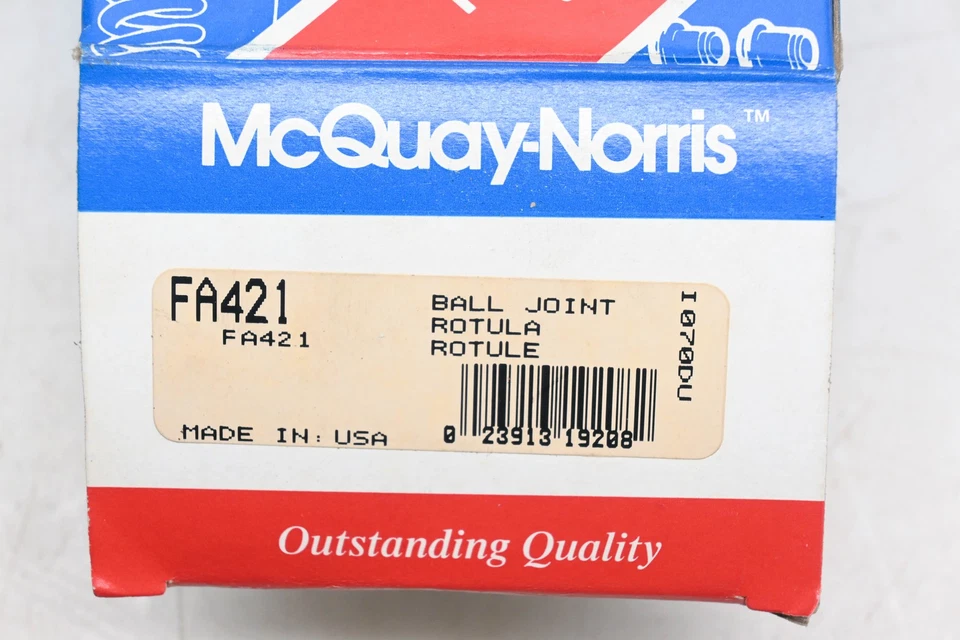 McQuay-Norris™
FA421
FA421
BALL JOINT
ROTULA
ROTULE
I070DU
MADE IN: USA
0 23913 19208
Outstanding Quality